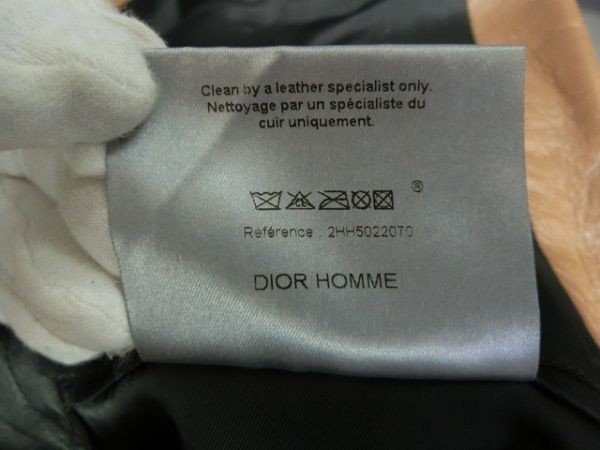 Clean by a leather specialist only.
Nettoyage par un spécialiste du
cuir uniquement.
®
Référence : 2HH5022070
DIOR HOMME